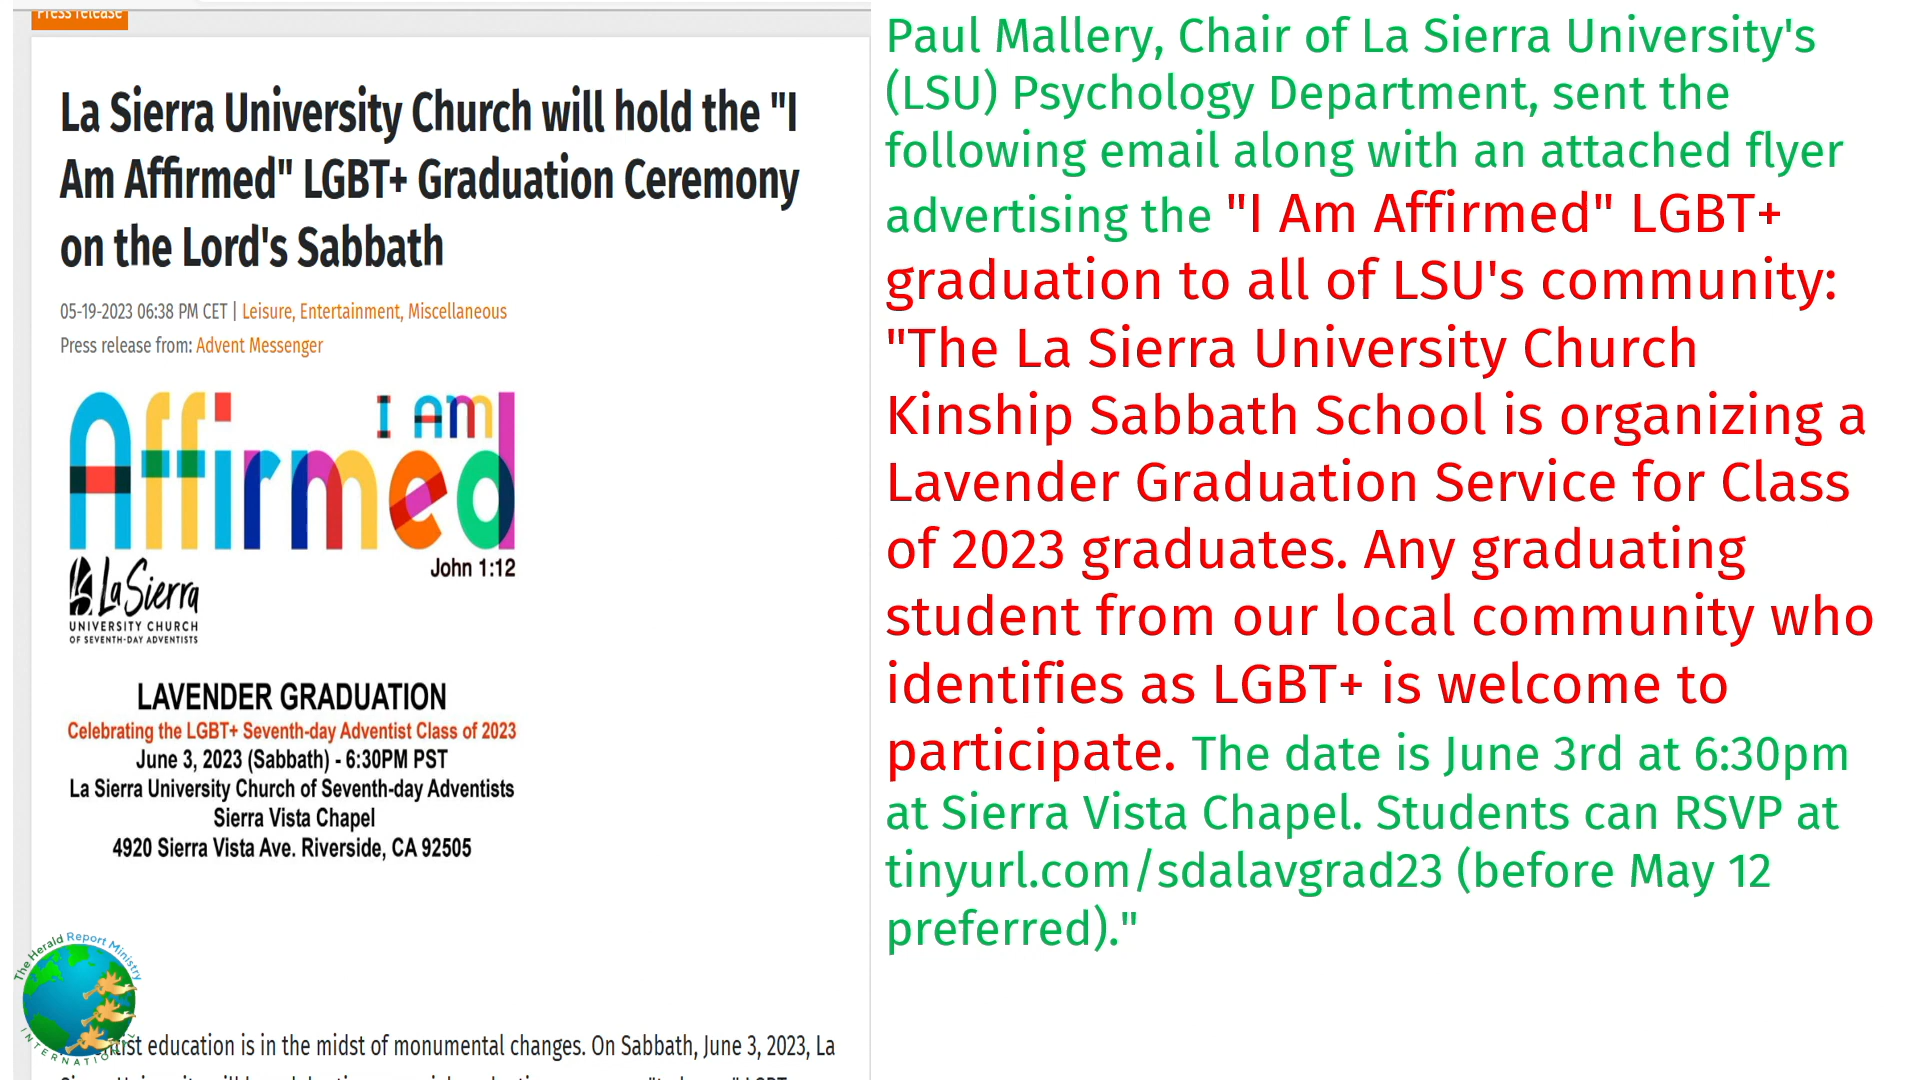 Press release
La Sierra University Church will hold the "I
Am Affirmed" LGBT+ Graduation Ceremony
on the Lord's Sabbath
05-19-2023 06:38 PM CET | Leisure, Entertainment, Miscellaneous
Press release from: Advent Messenger
I AM
Affirmed
John 1:12
La Sierra
UNIVERSITY CHURCH
OF SEVENTH-DAY ADVENTISTS
LAVENDER GRADUATION
Celebrating the LGBT+ Seventh-day Adventist Class of 2023
June 3, 2023 (Sabbath) - 6:30PM PST
La Sierra University Church of Seventh-day Adventists
Sierra Vista Chapel
4920 Sierra Vista Ave. Riverside, CA 92505
The Herald Report Ministry
INTERNATIONAL
education is in the midst of monumental changes. On Sabbath, June 3, 2023, La
Paul Mallery, Chair of La Sierra University's
(LSU) Psychology Department, sent the
following email along with an attached flyer
advertising the "I Am Affirmed" LGBT+
graduation to all of LSU's community:
"The La Sierra University Church
Kinship Sabbath School is organizing a
Lavender Graduation Service for Class
of 2023 graduates. Any graduating
student from our local community who
identifies as LGBT+ is welcome to
participate. The date is June 3rd at 6:30pm
at Sierra Vista Chapel. Students can RSVP at
tinyurl.com/sdalavgrad23 (before May 12
preferred)."